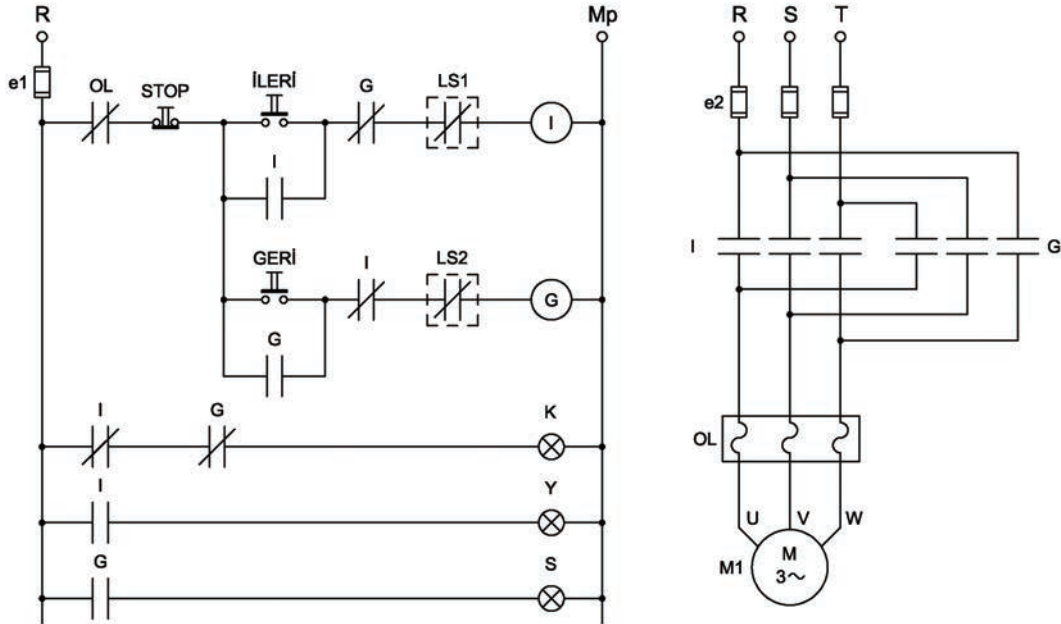 R Mp R S T
e1
OL STOP İLERİ G LS1
e2
I
I
I G
GERİ I LS2
G
G
I G K
OL
I Y
U V W
G S
M1 M
3~